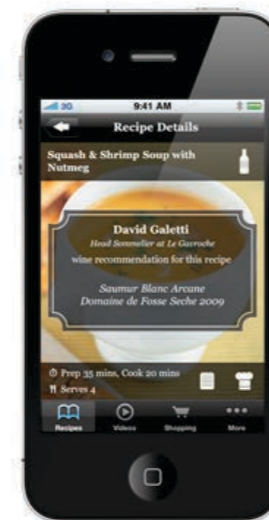 3G 9:41 AM
Recipe Details
Squash & Shrimp Soup with
Nutmeg
David Galetti
Head Sommelier at Le Gavroche
wine recommendation for this recipe
Saumur Blanc Arcane
Domaine de Fosse Seche 2009
Prep 35 mins, Cook 20 mins
Serves 4
Recipes Videos Shopping More